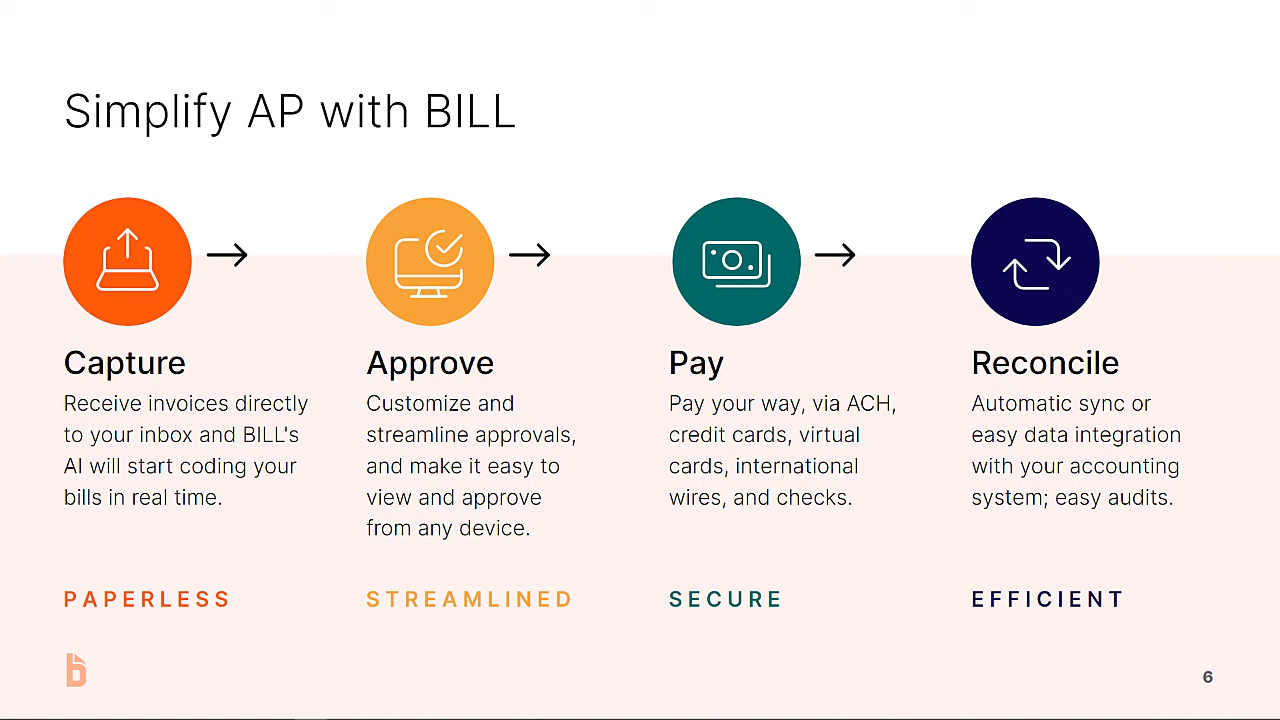 Simplify AP with BILL
Capture
Receive invoices directly
to your inbox and BILL's
AI will start coding your
bills in real time.
PAPERLESS
Approve
Customize and
streamline approvals,
and make it easy to
view and approve
from any device.
STREAMLINED
Pay
Pay your way, via ACH,
credit cards, virtual
cards, international
wires, and checks.
SECURE
Reconcile
Automatic sync or
easy data integration
with your accounting
system; easy audits.
EFFICIENT
b
6